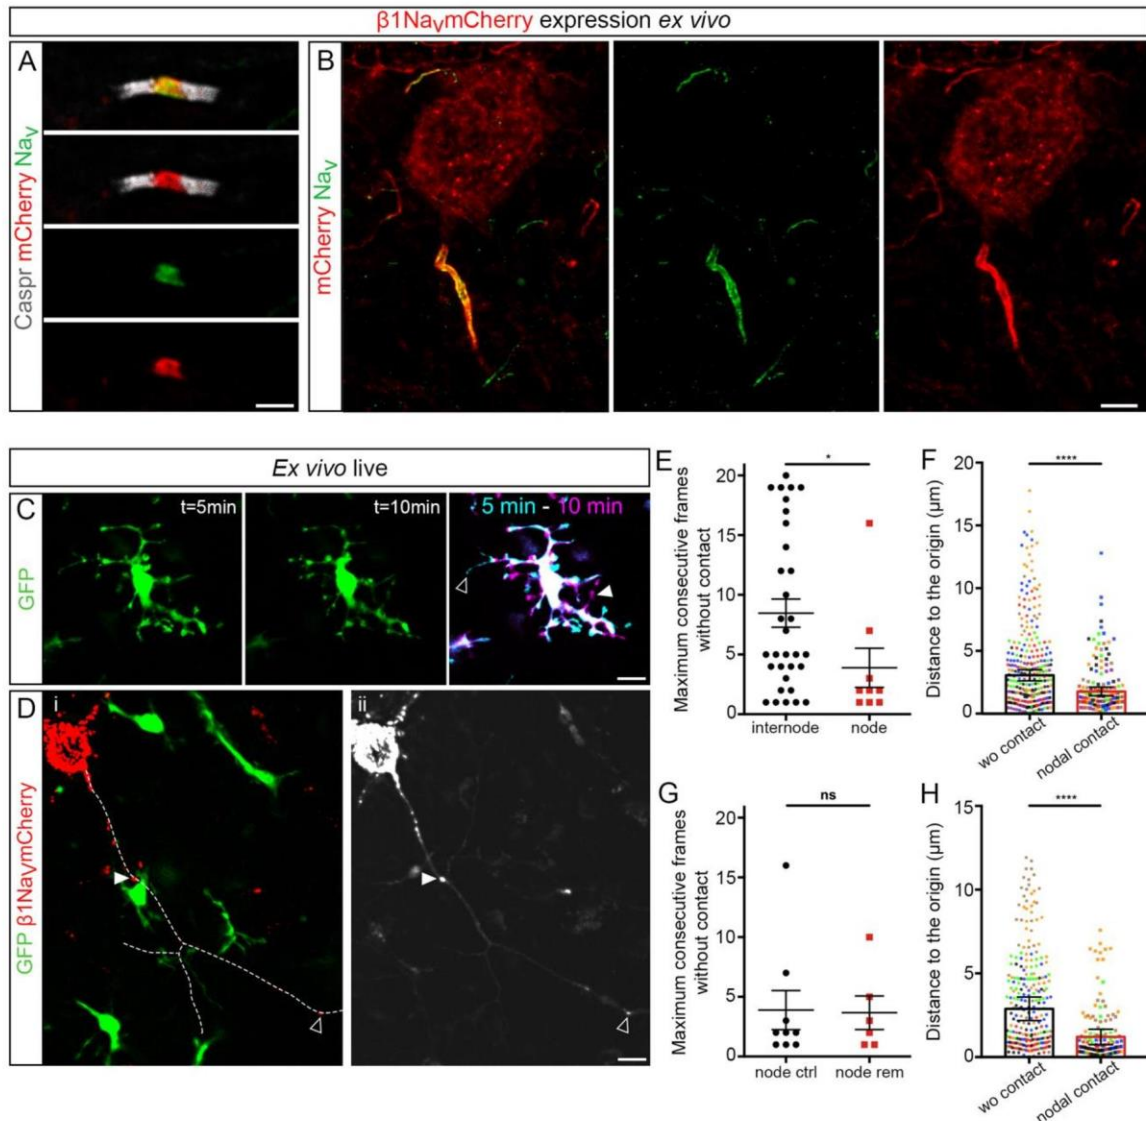 β1NaVmCherry expression ex vivo
A
Caspr mCherry NaV
B
mCherry NaV
Ex vivo live
C
GFP
t=5min
t=10min
5 min - 10 min
D
GFP β1NaVmCherry
i
ii
E
Maximum consecutive frames
without contact
20
15
10
5
0
*
internode
node
F
Distance to the origin (µm)
20
15
10
5
0
****
wo contact
nodal contact
G
Maximum consecutive frames
without contact
20
15
10
5
0
ns
node ctrl
node rem
H
Distance to the origin (µm)
15
10
5
0
****
wo contact
nodal contact